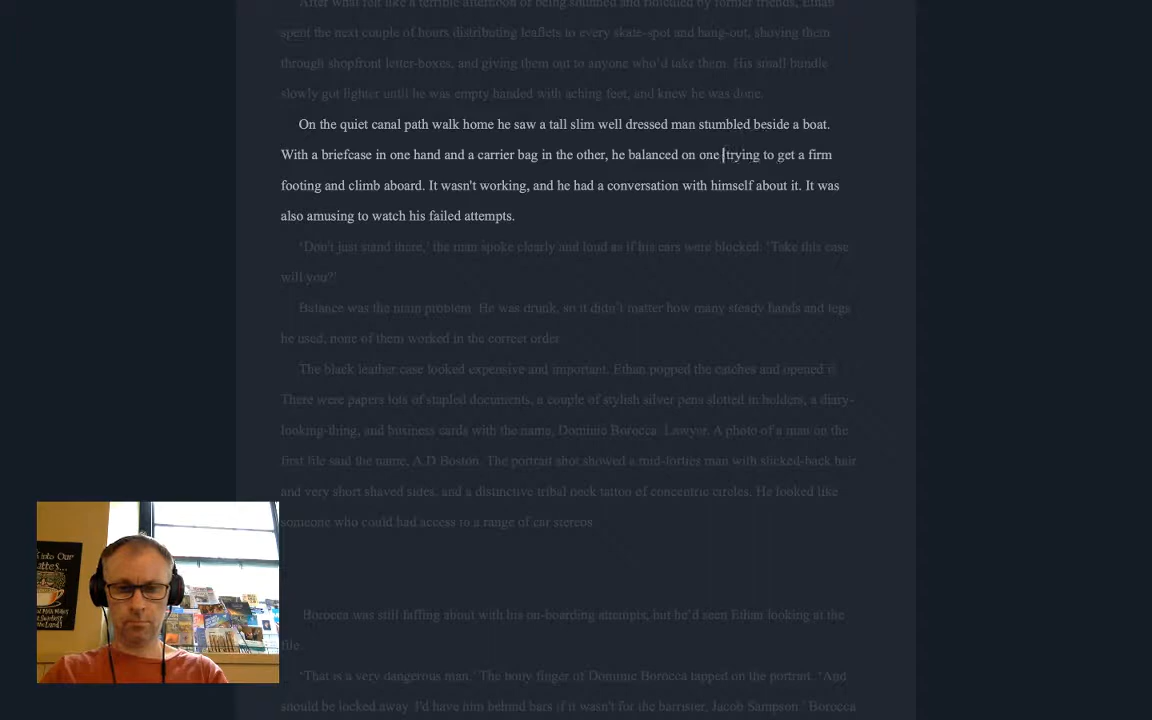 After what felt like a terrible afternoon of being shunned and ridiculed by former friends, Ethan
spent the next couple of hours distributing leaflets to every skate-spot and hang-out, shoving them
through shopfront letter-boxes, and giving them out to anyone who'd take them. His small bundle
slowly got lighter until he was empty handed with aching feet, and knew he was done.
On the quiet canal path walk home he saw a tall slim well dressed man stumbled beside a boat.
With a briefcase in one hand and a carrier bag in the other, he balanced on one trying to get a firm
footing and climb aboard. It wasn't working, and he had a conversation with himself about it. It was
also amusing to watch his failed attempts.
'Don't just stand there,' the man spoke clearly and loud as if his ears were blocked. 'Take this case
will you?'
Balance was the main problem. He was drunk, so it didn't matter how many steady hands and legs
he used, none of them worked in the correct order.
The black leather case looked expensive and important. Ethan popped the catches and opened it.
There were papers lots of stapled documents, a couple of stylish silver pens slotted in holders, a diary-
looking-thing, and business cards with the name, Dominic Borocca. Lawyer. A photo of a man on the
first file said the name, A.D Boston. The portrait shot showed a mid-forties man with slicked-back hair
and very short shaved sides, and a distinctive tribal neck tattoo of concentric circles. He looked like
someone who could had access to a range of car stereos.
Borocca was still faffing about with his on-boarding attempts, but he'd seen Ethan looking at the
file.
'That is a very dangerous man.' The bony finger of Dominic Borocca tapped on the portrait. 'And
should be locked away. I'd have him behind bars if it wasn't for the barrister, Jacob Sampson.' Borocca
into Our